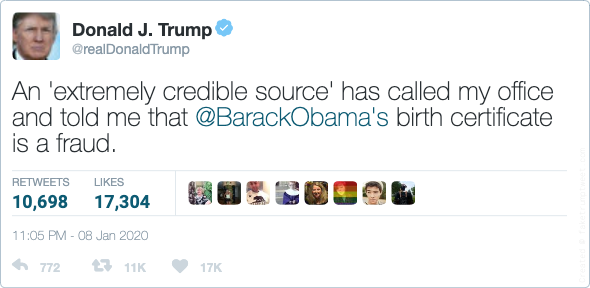 Donald J. Trump
@realDonaldTrump
An 'extremely credible source' has called my office
and told me that @BarackObama's birth certificate
is a fraud.
RETWEETS LIKES
10,698 17,304
11:05 PM - 08 Jan 2020
772 11K 17K